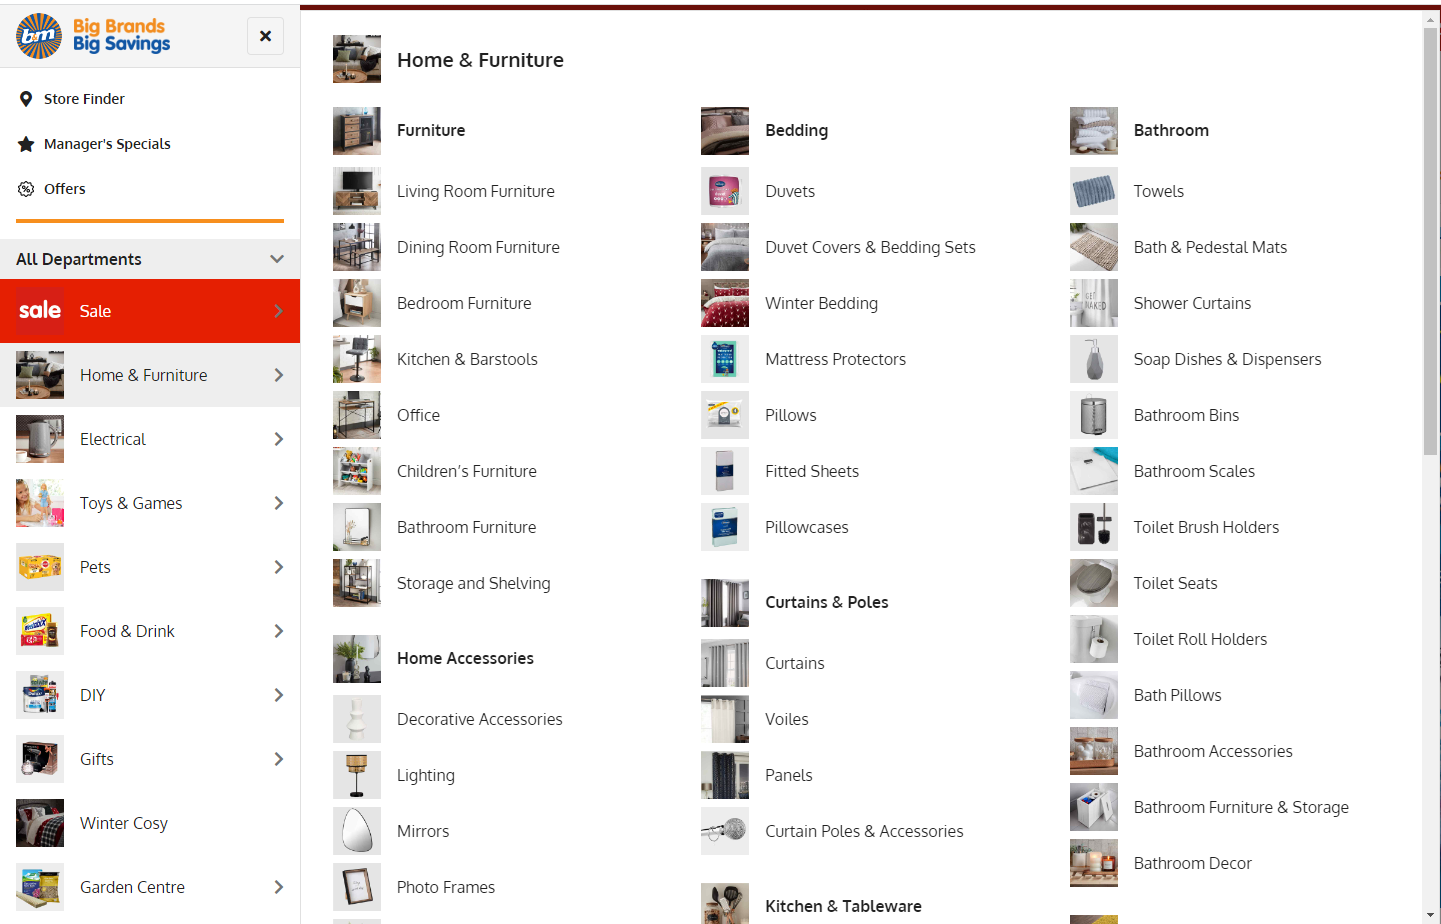 b&m
Big Brands
Big Savings
Store Finder
Manager's Specials
Offers
All Departments
sale
Sale
Home & Furniture
Electrical
Toys & Games
Pets
Food & Drink
DIY
Gifts
Winter Cosy
Garden Centre
Home & Furniture
Furniture
Living Room Furniture
Dining Room Furniture
Bedroom Furniture
Kitchen & Barstools
Office
Children’s Furniture
Bathroom Furniture
Storage and Shelving
Home Accessories
Decorative Accessories
Lighting
Mirrors
Photo Frames
Bedding
Duvets
Duvet Covers & Bedding Sets
Winter Bedding
Mattress Protectors
Pillows
Fitted Sheets
Pillowcases
Curtains & Poles
Curtains
Voiles
Panels
Curtain Poles & Accessories
Kitchen & Tableware
Bathroom
Towels
Bath & Pedestal Mats
GET
NAKED
Shower Curtains
Soap Dishes & Dispensers
Bathroom Bins
Bathroom Scales
Toilet Brush Holders
Toilet Seats
Toilet Roll Holders
Bath Pillows
Bathroom Accessories
Bathroom Furniture & Storage
Bathroom Decor